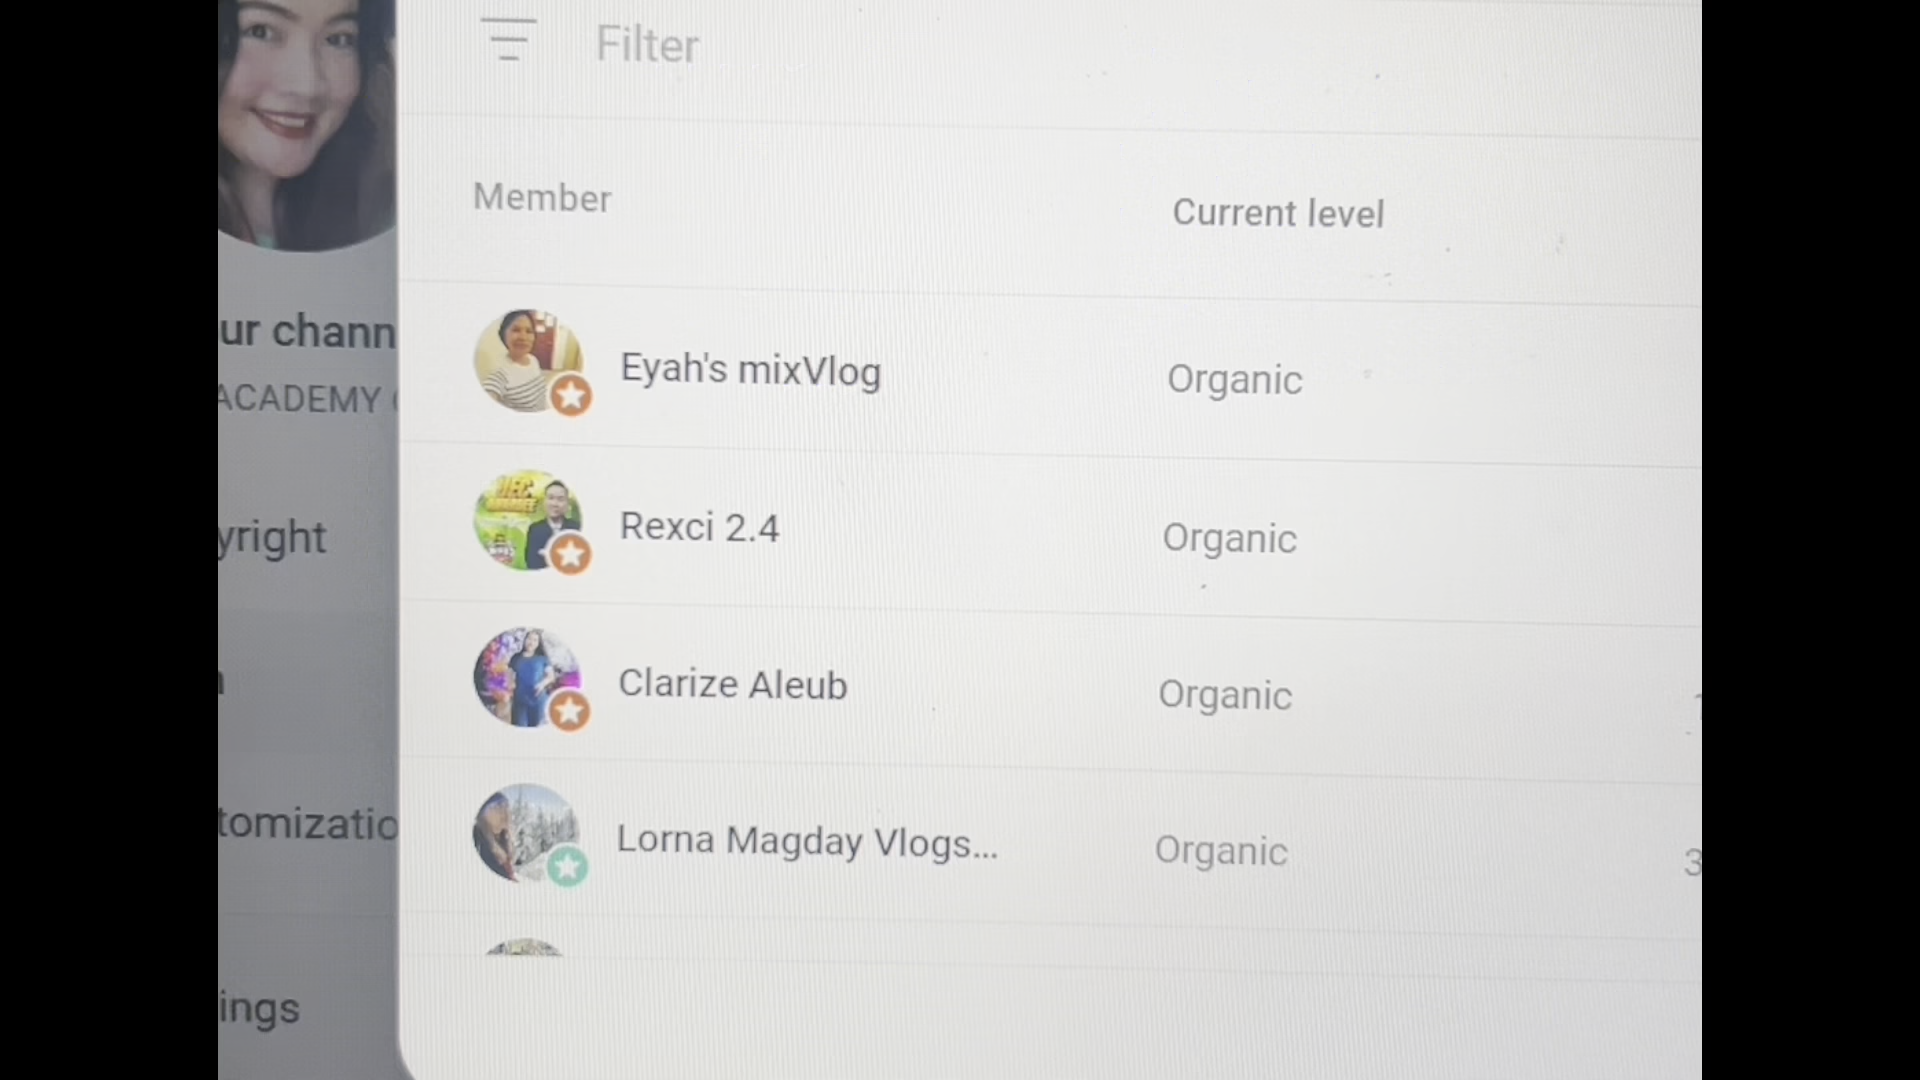 Filter
Member
Current level
ur chann
ACADEMY
Eyah's mixVlog
Organic
yright
Rexci 2.4
Organic
Clarize Aleub
Organic
tomizatio
Lorna Magday Vlogs...
Organic
3
ings